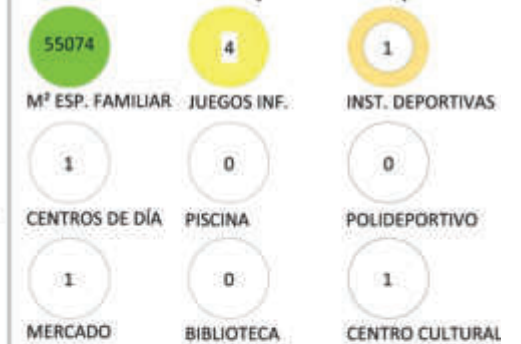 55074 4 1
M² ESP. FAMILIAR JUEGOS INF. INST. DEPORTIVAS
1 0 0
CENTROS DE DÍA PISCINA POLIDEPORTIVO
1 0 1
MERCADO BIBLIOTECA CENTRO CULTURAL